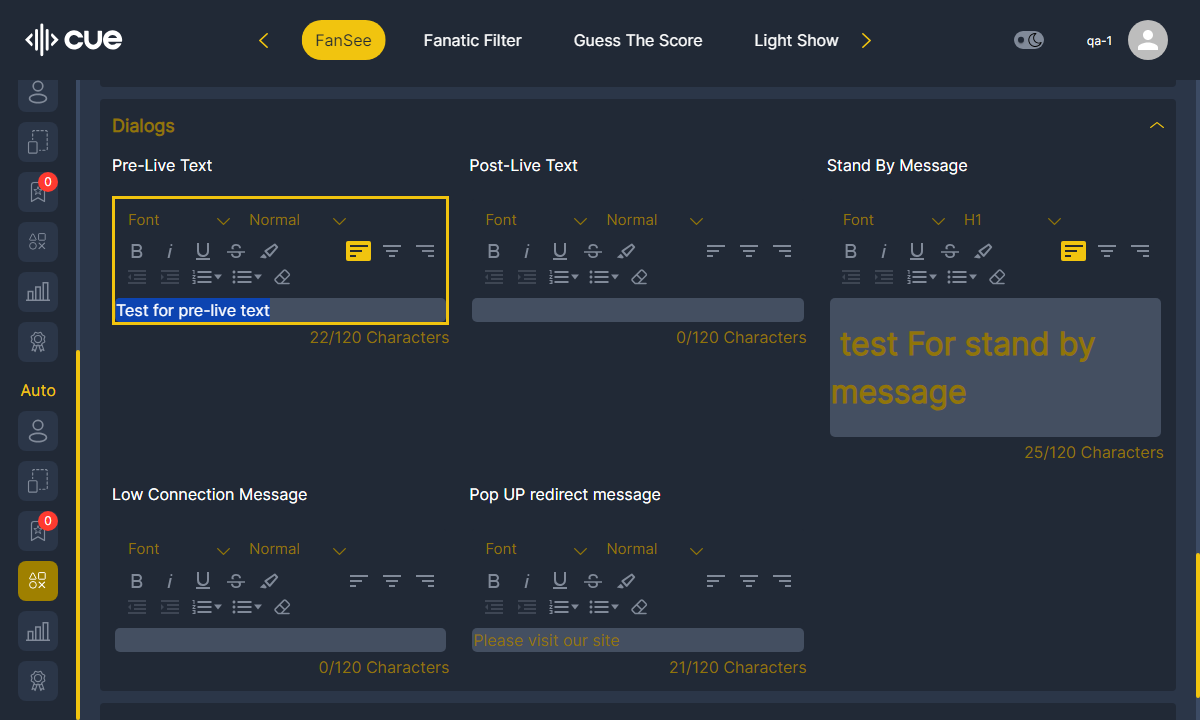 cue
FanSee
Fanatic Filter
Guess The Score
Light Show
qa-1
0
Auto
0
Dialogs
Pre-Live Text
Post-Live Text
Stand By Message
Font
Normal
B i U S
Test for pre-live text
22/120 Characters
Font
Normal
B i U S
0/120 Characters
Font
H1
B i U S
test For stand by
message
25/120 Characters
Low Connection Message
Pop UP redirect message
Font
Normal
B i U S
0/120 Characters
Font
Normal
B i U S
Please visit our site
21/120 Characters